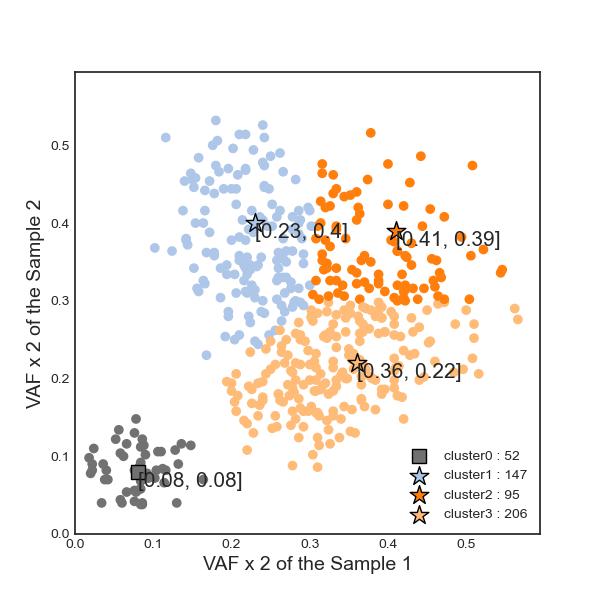 0.5
0.4
0.3
0.2
0.1
0.0
VAF x 2 of the Sample 2
[0.23, 0.4]
[0.41, 0.39]
[0.36, 0.22]
[0.08, 0.08]
cluster0 : 52
cluster1 : 147
cluster2 : 95
cluster3 : 206
0.0 0.1 0.2 0.3 0.4 0.5
VAF x 2 of the Sample 1